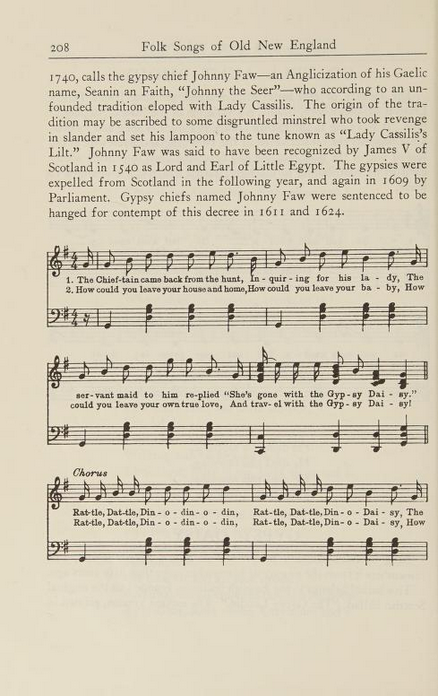 208 Folk Songs of Old New England
1740, calls the gypsy chief Johnny Faw—an Anglicization of his Gaelic
name, Seanin an Faith, “Johnny the Seer”—who according to an un-
founded tradition eloped with Lady Cassilis. The origin of the tra-
dition may be ascribed to some disgruntled minstrel who took revenge
in slander and set his lampoon to the tune known as “Lady Cassilis’s
Lilt.” Johnny Faw was said to have been recognized by James V of
Scotland in 1540 as Lord and Earl of Little Egypt. The gypsies were
expelled from Scotland in the following year, and again in 1609 by
Parliament. Gypsy chiefs named Johnny Faw were sentenced to be
hanged for contempt of this decree in 1611 and 1624.
1. The Chief-tain came back from the hunt, In - quir - ing for his la - dy, The
2. How could you leave your house and home, How could you leave your ba - by, How
ser-vant maid to him re-plied “She’s gone with the Gyp-sy Dai - sy.”
could you leave your own true love, And trav-el with the Gyp-sy Dai - sy!
Chorus
Rat-tle, Dat-tle, Din - o - din - o - din, Rat-tle, Dat-tle, Din - o - Dai - sy, The
Rat-tle, Dat-tle, Din - o - din - o - din, Rat-tle, Dat-tle, Din - o - Dai - sy, How